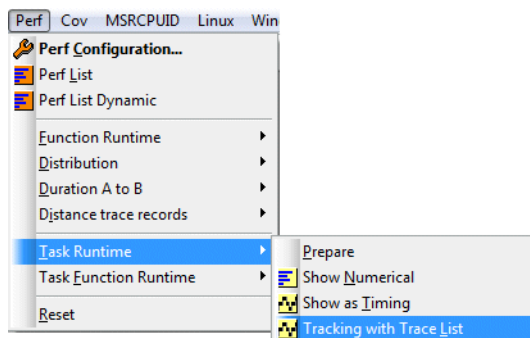 Perf Cov MSRCPUID Linux Win
Perf Configuration...
Perf List
Perf List Dynamic
Function Runtime
Distribution
Duration A to B
Distance trace records
Task Runtime
Task Function Runtime
Reset
Prepare
Show Numerical
Show as Timing
Tracking with Trace List